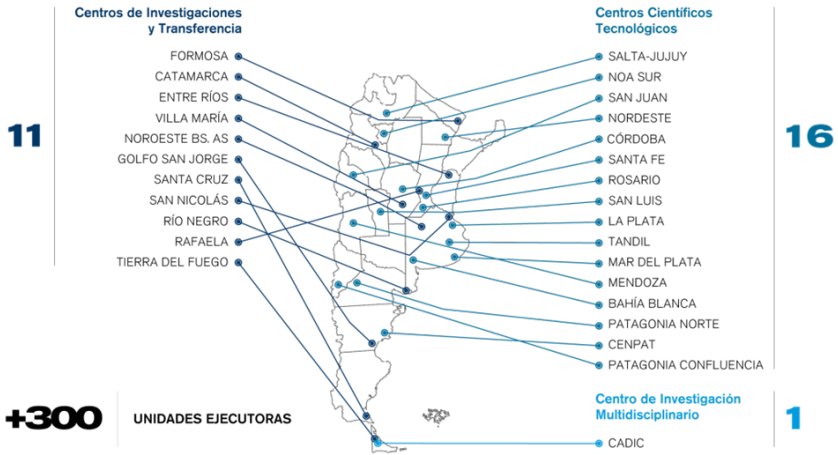 Centros de Investigaciones
y Transferencia
11
FORMOSA
CATAMARCA
ENTRE RÍOS
VILLA MARÍA
NOROESTE BS. AS
GOLFO SAN JORGE
SANTA CRUZ
SAN NICOLÁS
RÍO NEGRO
RAFAELA
TIERRA DEL FUEGO
Centros Científicos
Tecnológicos
16
SALTA-JUJUY
NOA SUR
SAN JUAN
NORDESTE
CÓRDOBA
SANTA FE
ROSARIO
SAN LUIS
LA PLATA
TANDIL
MAR DEL PLATA
MENDOZA
BAHÍA BLANCA
PATAGONIA NORTE
CENPAT
PATAGONIA CONFLUENCIA
+300
UNIDADES EJECUTORAS
Centro de Investigación
Multidisciplinario
1
CADIC